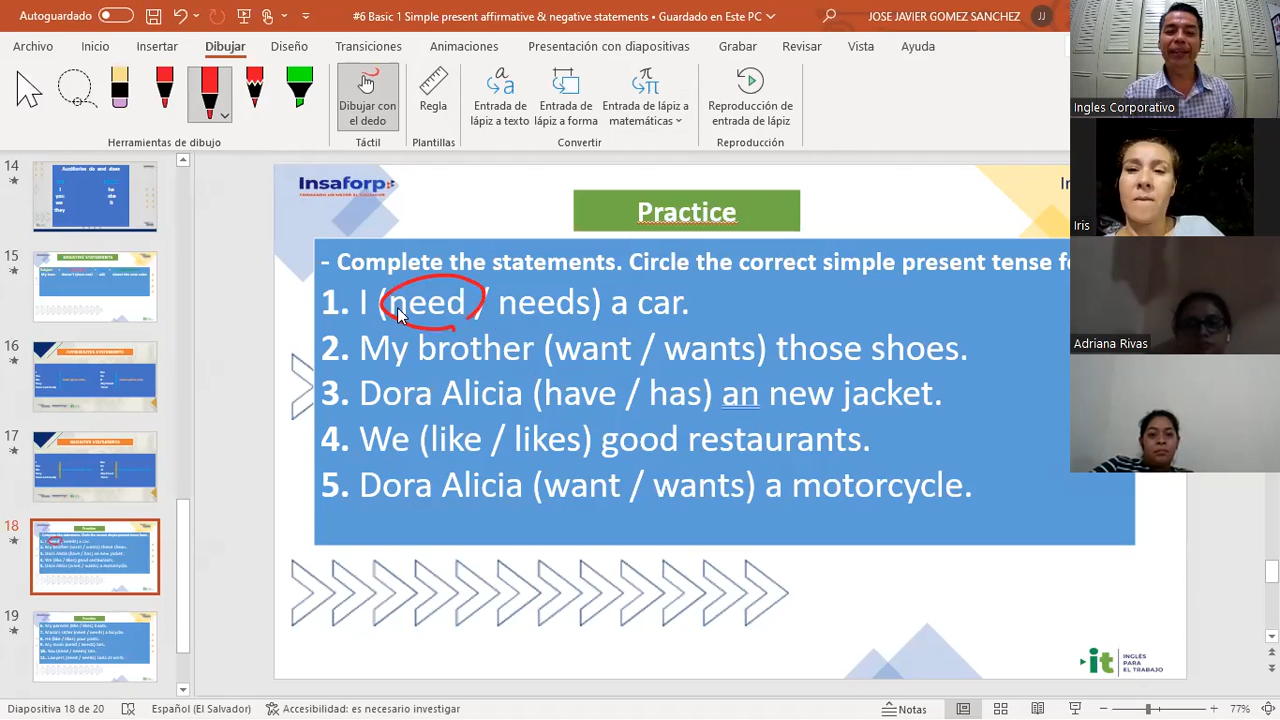 #6 Basic 1 Simple present affirmative & negative statements • Guardado en Este PC
JOSE JAVIER GOMEZ SANCHEZ
JJ
Archivo Inicio Insertar Dibujar Diseño Transiciones Animaciones Presentación con diapositivas Grabar Revisar Vista Ayuda
Dibujar con
el dedo
Regla
Entrada de
lápiz a texto
Entrada de
lápiz a forma
Entrada de lápiz a
matemáticas
Reproducción de
entrada de lápiz
Herramientas de dibujo
Táctil
Plantillas
Convertir
Reproducción
Ingles Corporativo
Iris
Adriana Rivas
14
Auxiliaries do and does
15
16
17
18
19
Insaforp
Practice
- Complete the statements. Circle the correct simple present tense fo
1. I (need / needs) a car.
2. My brother (want / wants) those shoes.
3. Dora Alicia (have / has) an new jacket.
4. We (like / likes) good restaurants.
5. Dora Alicia (want / wants) a motorcycle.
it INGLÉS
PARA
EL TRABAJO
Diapositiva 18 de 20
Español (El Salvador)
Accesibilidad: es necesario investigar
Notas
77%